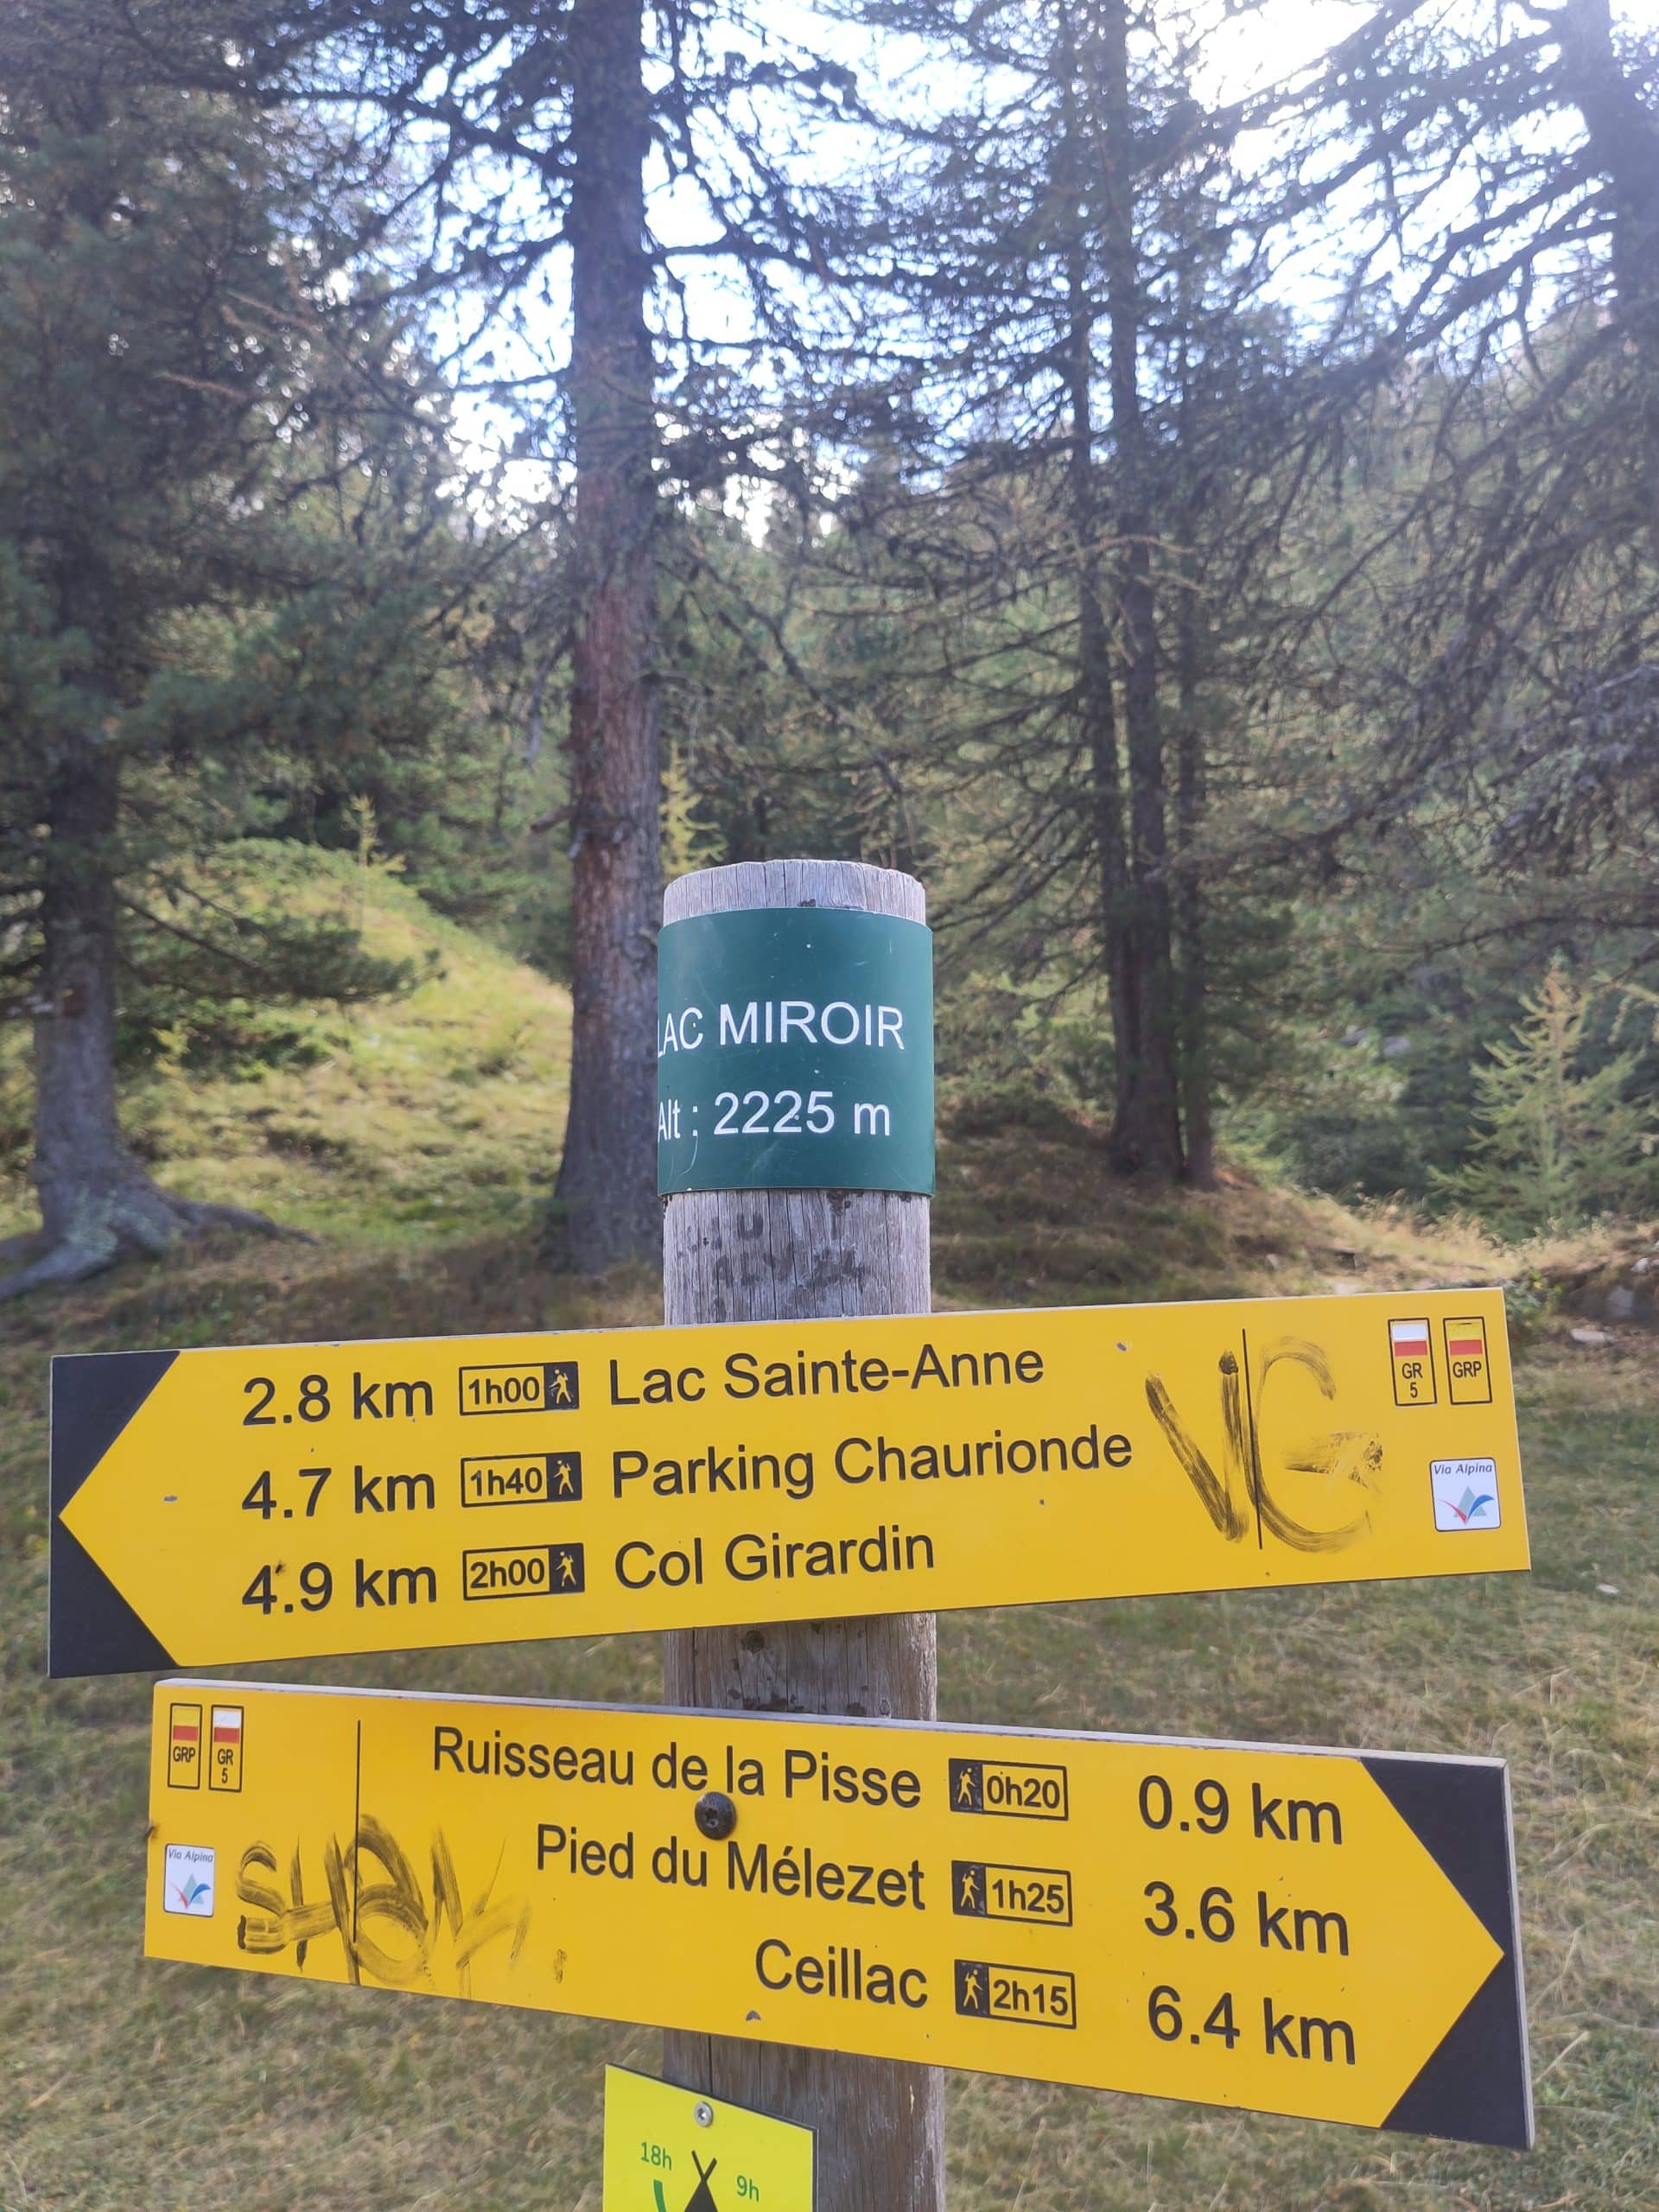 LAC MIROIR
Alt : 2225 m
2.8 km 1h00 Lac Sainte-Anne
4.7 km 1h40 Parking Chaurionde
4.9 km 2h00 Col Girardin
VG
GR
5
GRP
Via Alpina
GRP
GR
5
Via Alpina
Ruisseau de la Pisse 0h20 0.9 km
Pied du Mélezet 1h25 3.6 km
Ceillac 2h15 6.4 km
18h
9h